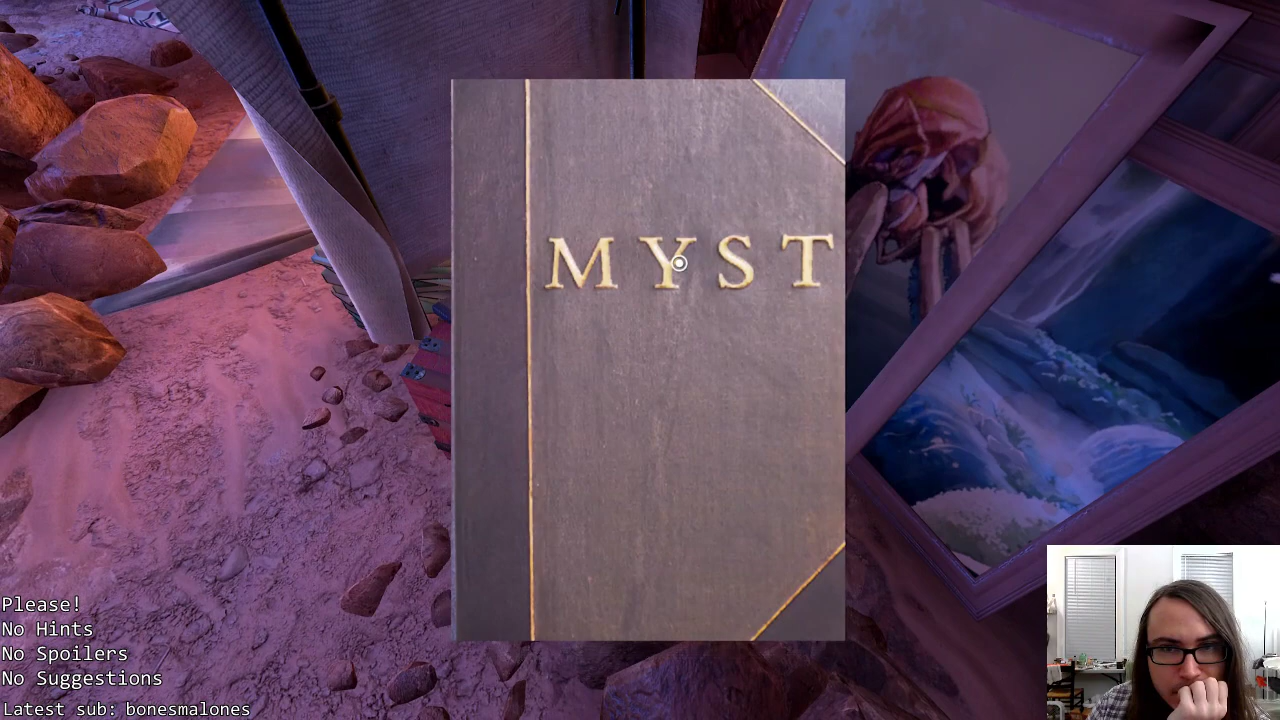 MYST
Please!
No Hints
No Spoilers
No Suggestions
Latest sub: bonesmalones